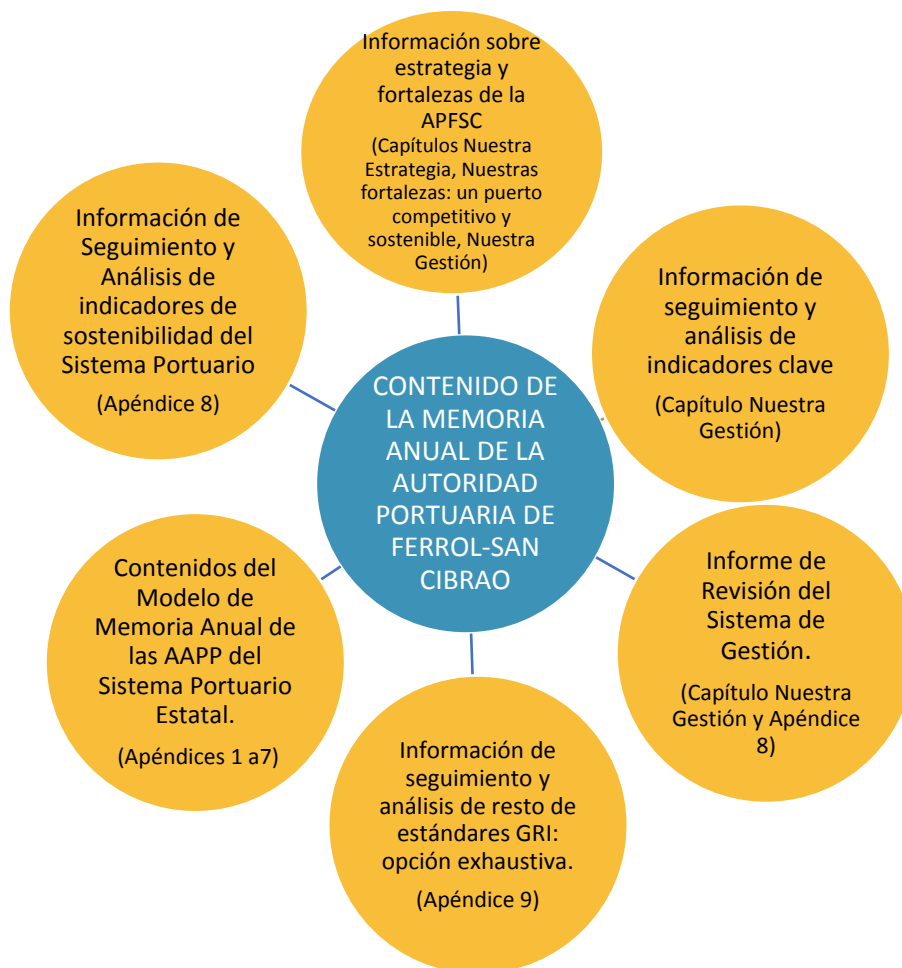 Información sobre
estrategia y
fortalezas de la
APFSC
(Capítulos Nuestra
Estrategia, Nuestras
fortalezas: un puerto
competitivo y
sostenible, Nuestra
Gestión)
Información de
seguimiento y
análisis de
indicadores clave
(Capítulo Nuestra
Gestión)
Informe de
Revisión del
Sistema de
Gestión.
(Capítulo Nuestra
Gestión y Apéndice
8)
Información de
seguimiento y
análisis de resto de
estándares GRI:
opción exhaustiva.
(Apéndice 9)
Contenidos del
Modelo de
Memoria Anual de
las AAPP del
Sistema Portuario
Estatal.
(Apéndices 1 a7)
Información de
Seguimiento y
Análisis de
indicadores de
sostenibilidad del
Sistema Portuario
(Apéndice 8)
CONTENIDO DE
LA MEMORIA
ANUAL DE LA
AUTORIDAD
PORTUARIA DE
FERROL-SAN
CIBRAO